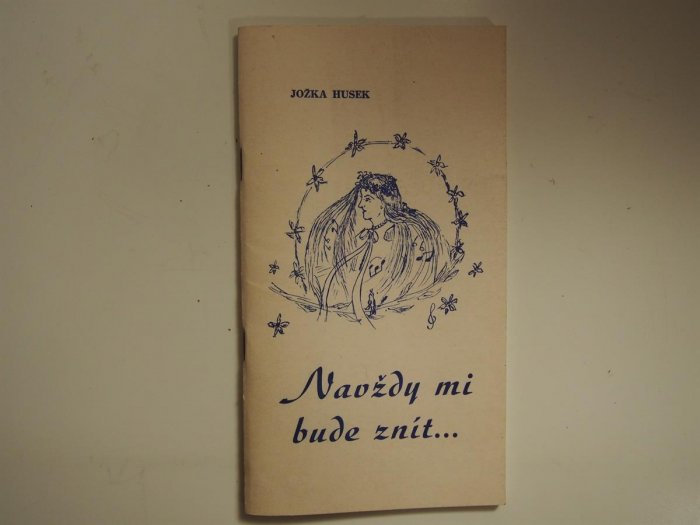 JOŽKA HUSEK
Navždy mi
bude znít...